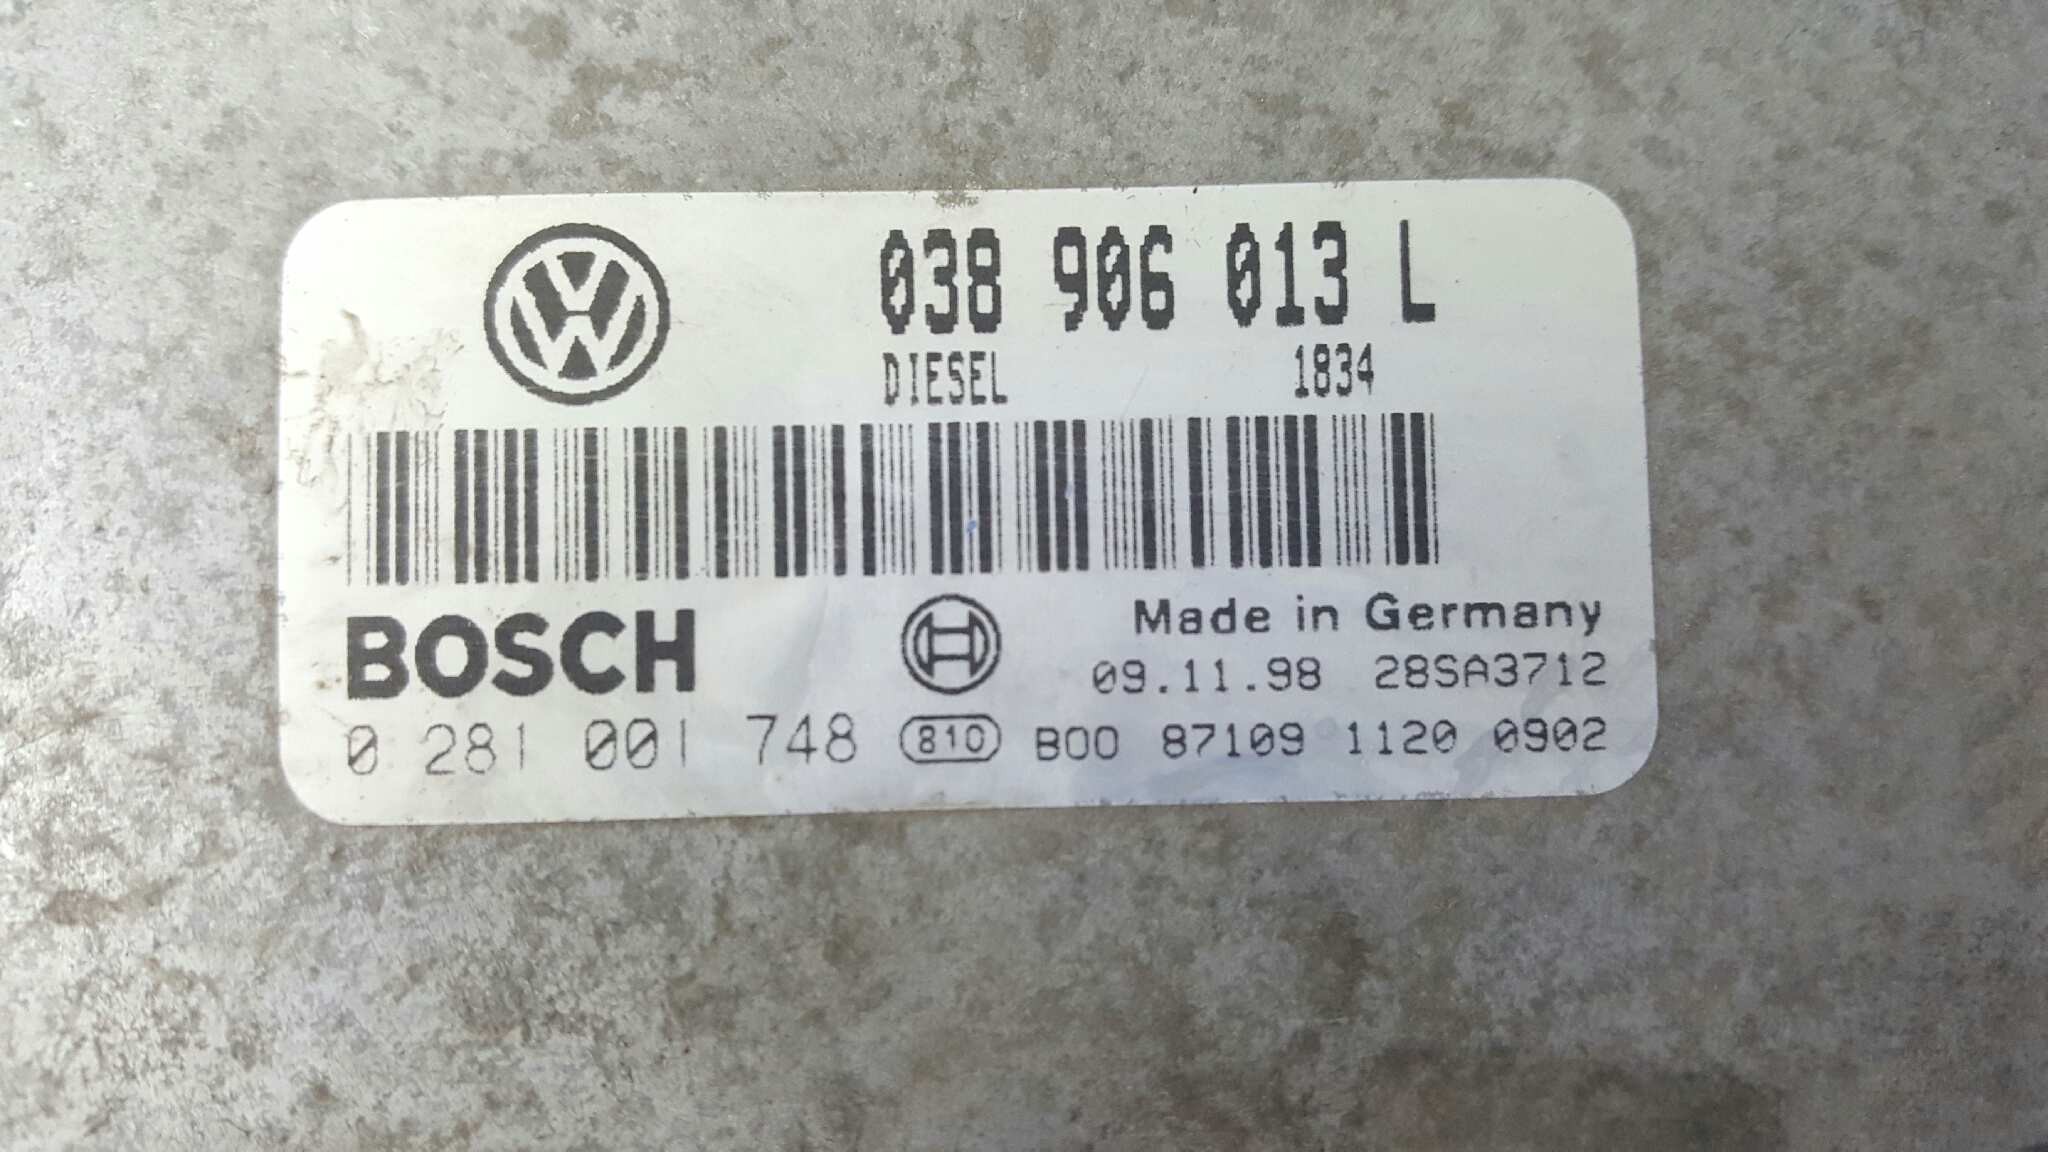 038 906 013 L
DIESEL 1834
BOSCH
Made in Germany
09.11.98 28SA3712
0 281 001 748 810 B00 87109 1120 0902